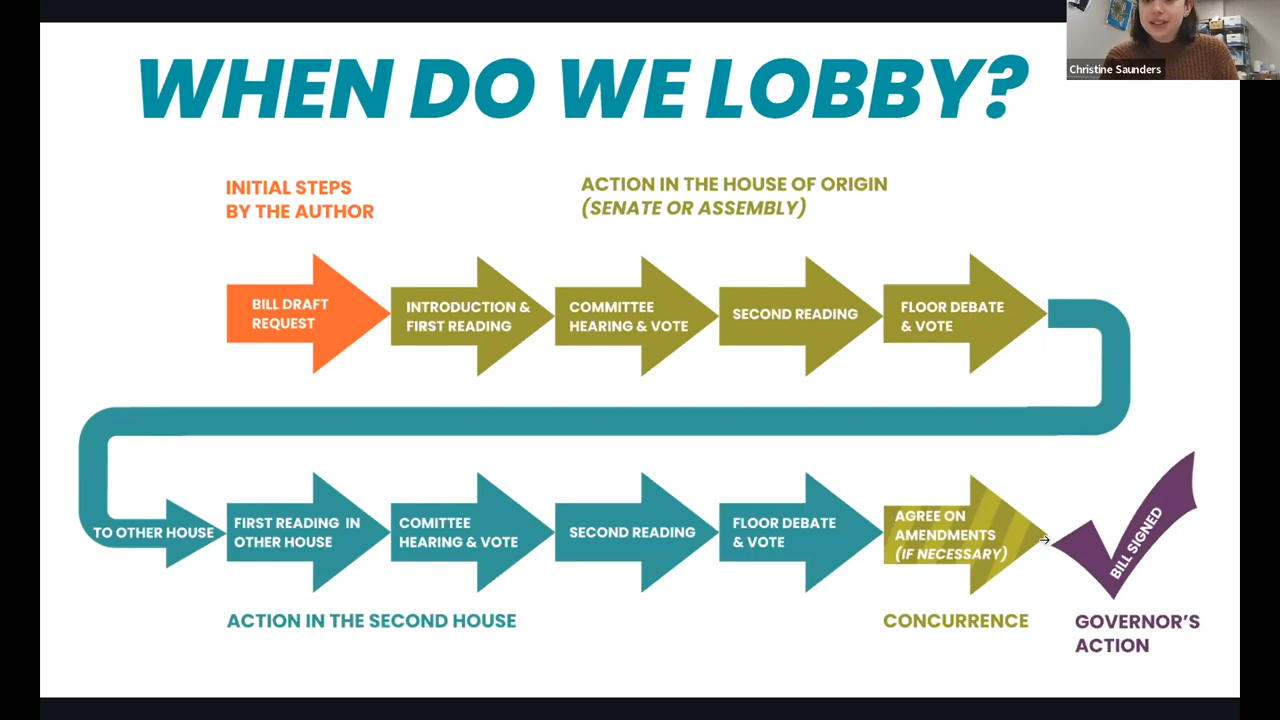 Christine Saunders
WHEN DO WE LOBBY?
INITIAL STEPS
BY THE AUTHOR
ACTION IN THE HOUSE OF ORIGIN
(SENATE OR ASSEMBLY)
BILL DRAFT
REQUEST
INTRODUCTION &
FIRST READING
COMMITTEE
HEARING & VOTE
SECOND READING
FLOOR DEBATE
& VOTE
TO OTHER HOUSE
FIRST READING IN
OTHER HOUSE
COMITTEE
HEARING & VOTE
SECOND READING
FLOOR DEBATE
& VOTE
AGREE ON
AMENDMENTS
(IF NECESSARY)
BILL SIGNED
ACTION IN THE SECOND HOUSE
CONCURRENCE
GOVERNOR'S
ACTION